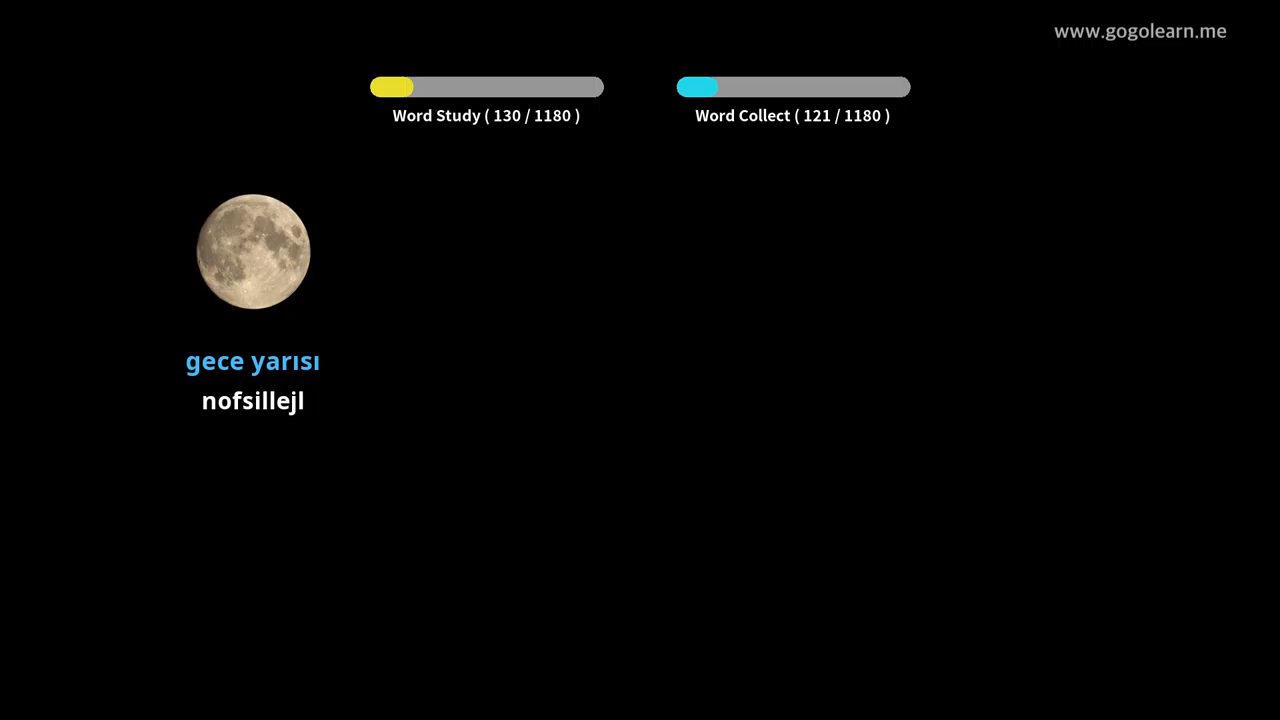 www.gogolearn.me
Word Study ( 130 / 1180 )
Word Collect ( 121 / 1180 )
gece yarısı
nofsillejl